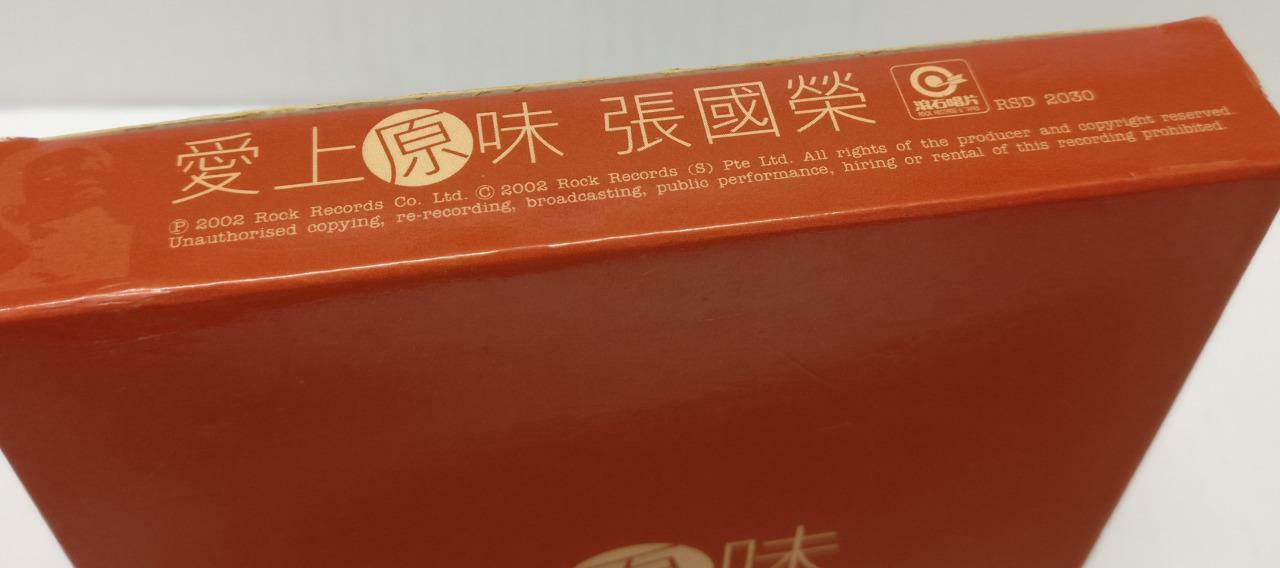 愛上原味 張國榮
滾石唱片
ROCK RECORDS & TAPES
RSD 2030
Ⓟ 2002 Rock Records Co. Ltd. © 2002 Rock Records (S) Pte Ltd. All rights of the producer and copyright reserved.
Unauthorised copying, re-recording, broadcasting, public performance, hiring or rental of this recording prohibited.
原味